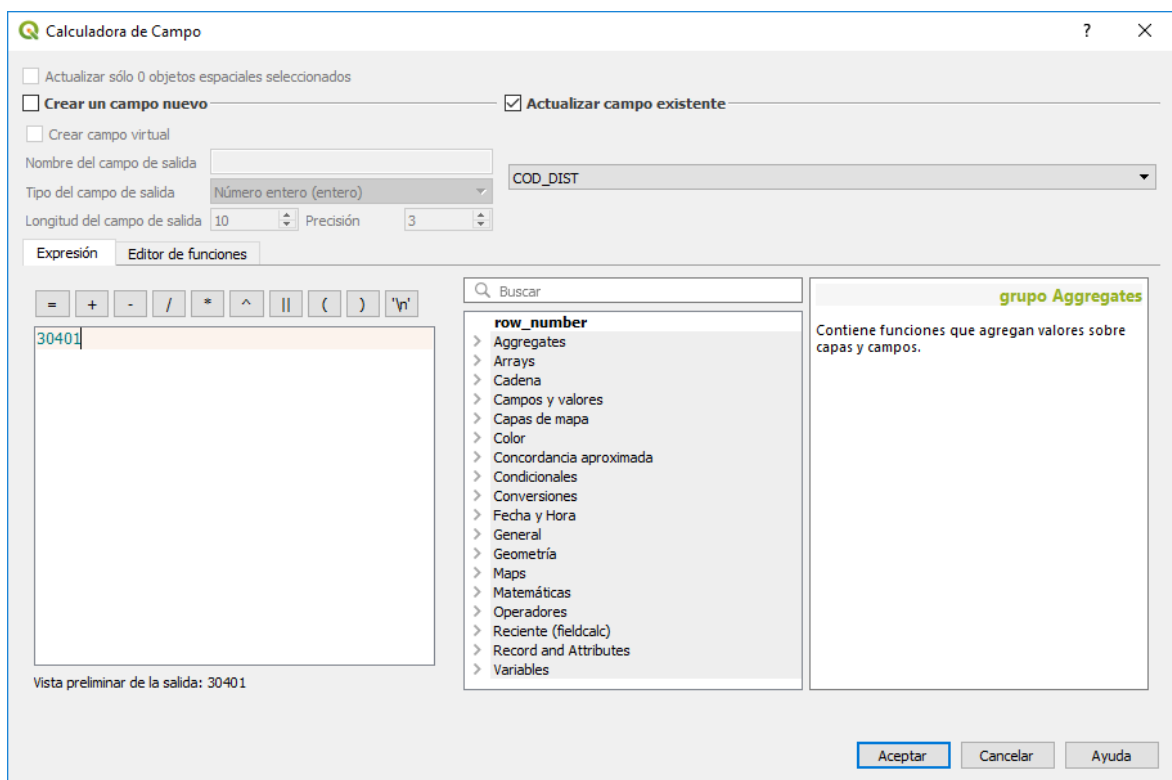 Calculadora de Campo
Actualizar sólo 0 objetos espaciales seleccionados
Crear un campo nuevo
Actualizar campo existente
Crear campo virtual
Nombre del campo de salida
COD_DIST
Tipo del campo de salida Número entero (entero)
Longitud del campo de salida 10 Precisión 3
Expresión Editor de funciones
= + - / * ^ || ( ) '\n'
30401
Vista preliminar de la salida: 30401
Buscar
row_number
Aggregates
Arrays
Cadena
Campos y valores
Capas de mapa
Color
Concordancia aproximada
Condicionales
Conversiones
Fecha y Hora
General
Geometría
Maps
Matemáticas
Operadores
Reciente (fieldcalc)
Record and Attributes
Variables
grupo Aggregates
Contiene funciones que agregan valores sobre
capas y campos.
Aceptar Cancelar Ayuda